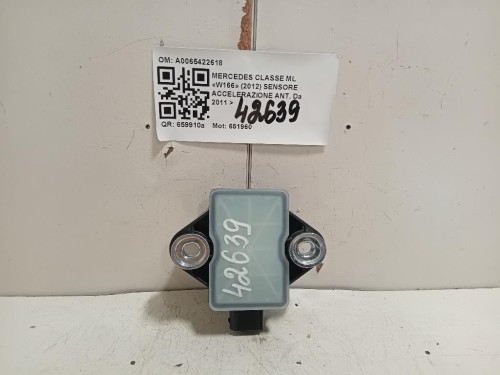 OM: A0065422618
MERCEDES CLASSE ML
«W166» (2012) SENSORE
ACCELERAZIONE ANT. Da
2011 >
42639
QR: 659910a Mot: 651960
42639